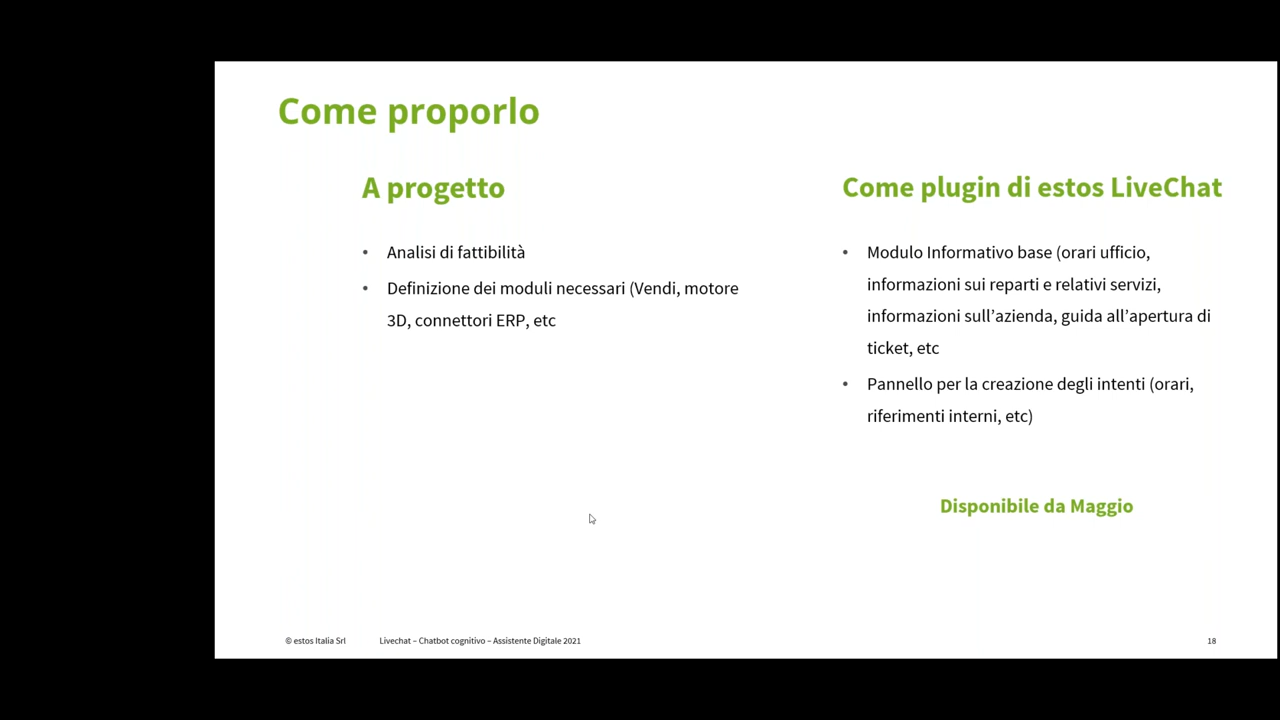 Come proporlo
A progetto
• Analisi di fattibilità
• Definizione dei moduli necessari (Vendi, motore
3D, connettori ERP, etc
Come plugin di estos LiveChat
• Modulo Informativo base (orari ufficio,
informazioni sui reparti e relativi servizi,
informazioni sull’azienda, guida all’apertura di
ticket, etc
• Pannello per la creazione degli intenti (orari,
riferimenti interni, etc)
Disponibile da Maggio
© estos Italia Srl
Livechat – Chatbot cognitivo – Assistente Digitale 2021
18